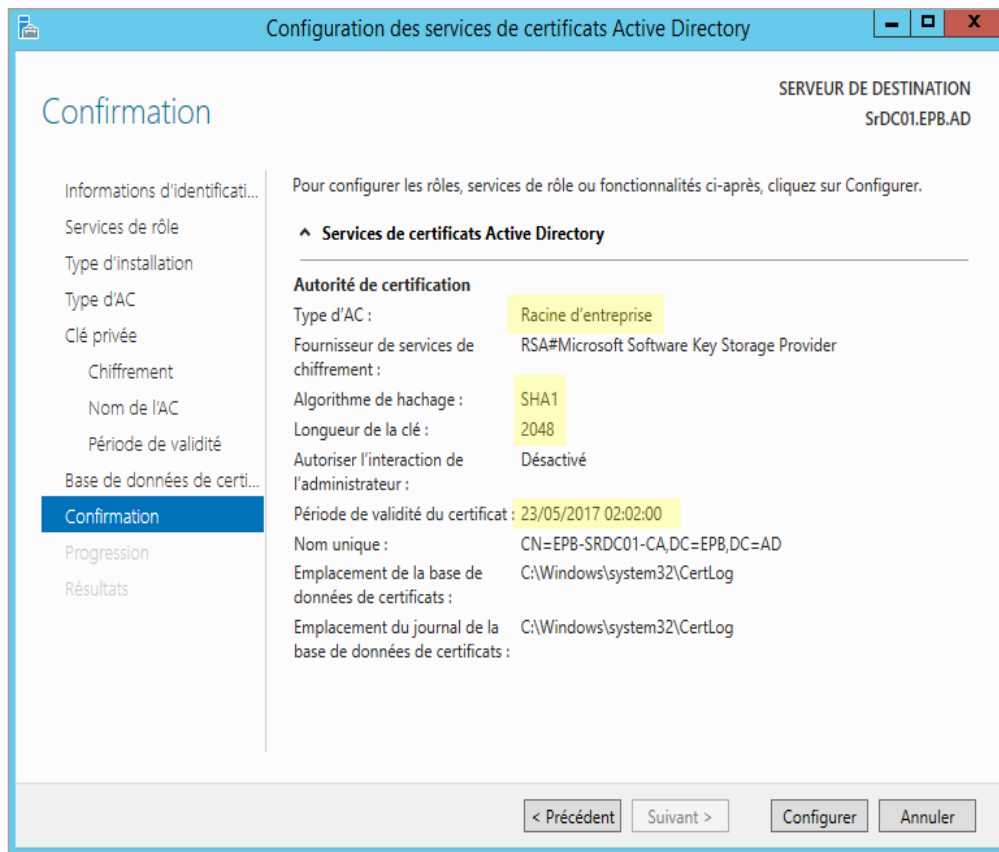 Configuration des services de certificats Active Directory
SERVEUR DE DESTINATION
SrDC01.EPB.AD
Confirmation
Informations d'identificati...
Services de rôle
Type d'installation
Type d'AC
Clé privée
Chiffrement
Nom de l'AC
Période de validité
Base de données de certi...
Confirmation
Progression
Résultats
Pour configurer les rôles, services de rôle ou fonctionnalités ci-après, cliquez sur Configurer.
Services de certificats Active Directory
Autorité de certification
Type d'AC : Racine d'entreprise
Fournisseur de services de RSA#Microsoft Software Key Storage Provider
chiffrement :
Algorithme de hachage : SHA1
Longueur de la clé : 2048
Autoriser l'interaction de Désactivé
l'administrateur :
Période de validité du certificat : 23/05/2017 02:02:00
Nom unique : CN=EPB-SRDC01-CA,DC=EPB,DC=AD
Emplacement de la base de C:\Windows\system32\CertLog
données de certificats :
Emplacement du journal de la C:\Windows\system32\CertLog
base de données de certificats :
< Précédent Suivant > Configurer Annuler